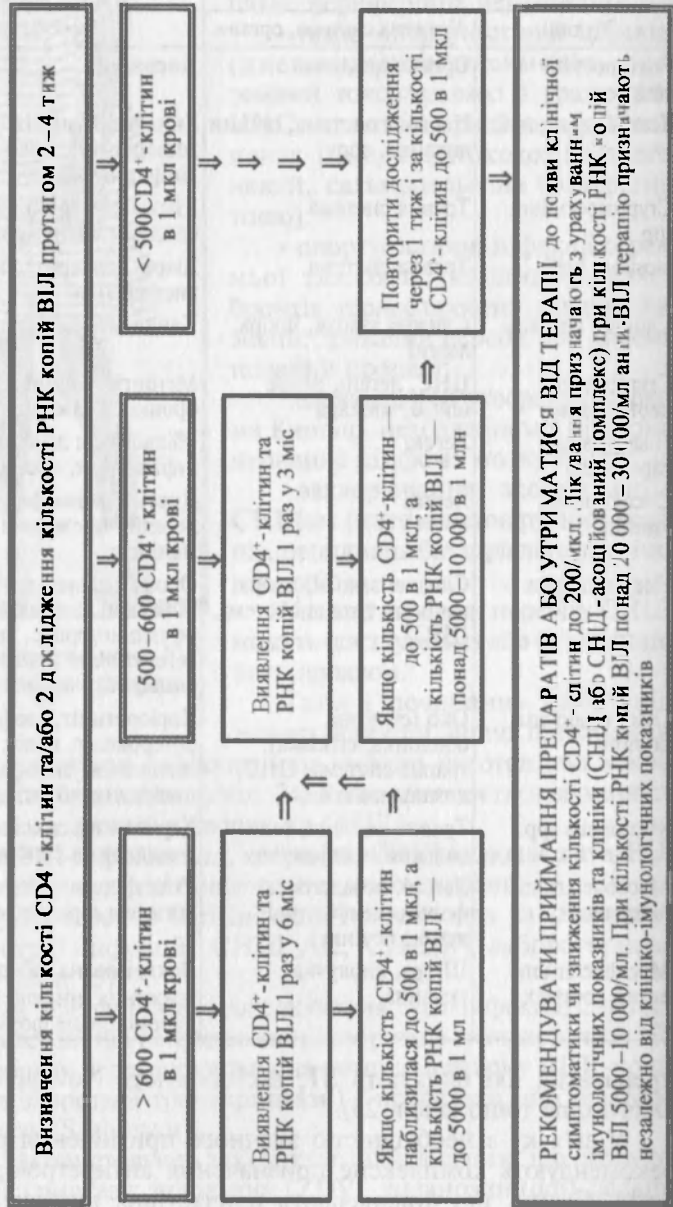 Визначення кількості CD4⁺-клітин та/або 2 дослідження кількості РНК копій ВІЛ протягом 2–4 тиж
> 600 CD4⁺-клітин
в 1 мкл крові
500–600 CD4⁺-клітин
в 1 мкл крові
< 500CD4⁺-клітин
в 1 мкл крові
Виявлення CD4⁺-клітин та
РНК копій ВІЛ 1 раз у 6 міс
Виявлення CD4⁺-клітин та
РНК копій ВІЛ 1 раз у 3 міс
Якщо кількість CD4⁺-клітин
наблизилася до 500 в 1 мкл, а
кількість РНК копій ВІЛ
до 5000 в 1 мл
Якщо кількість CD4⁺-клітин
до 500 в 1 мкл, а
кількість РНК копій ВІЛ
понад 5000–10 000 в 1 мл
Повторити дослідження
через 1 тиж і за кількості
CD4⁺-клітин до 500 в 1 мкл
РЕКОМЕНДУВАТИ ПРИЙМАННЯ ПРЕПАРАТІВ АБО УТРИМАТИСЯ ВІД ТЕРАПІЇ до появи клінічної
симптоматики зниження кількості CD4⁺-клітин до 200/мкл. Лікування призначають з урахуванням
імунологічних показників та клініки (СНІД або СНІД-асоційований комплекс) при кількості РНК копій
ВІЛ 5000–10 000/мл. При кількості РНК копій ВІЛ понад 10 000–30 000/мл анти-ВІЛ терапію призначають
незалежно від клініко-імунологічних показників